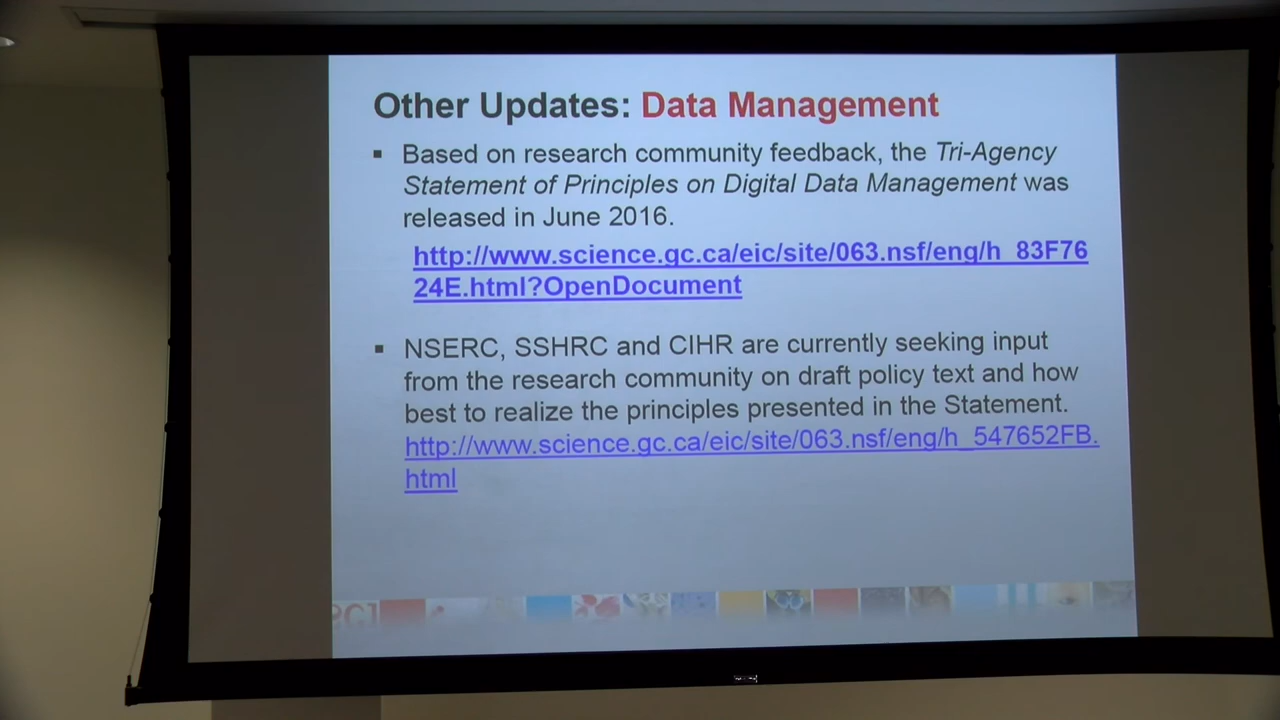 Other Updates: Data Management
▪ Based on research community feedback, the Tri-Agency
Statement of Principles on Digital Data Management was
released in June 2016.
http://www.science.gc.ca/eic/site/063.nsf/eng/h_83F76
24E.html?OpenDocument
▪ NSERC, SSHRC and CIHR are currently seeking input
from the research community on draft policy text and how
best to realize the principles presented in the Statement.
http://www.science.gc.ca/eic/site/063.nsf/eng/h_547652FB.
html